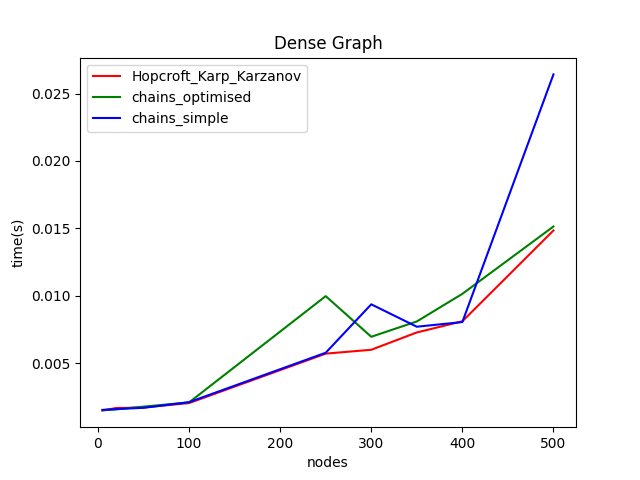 Dense Graph
Hopcroft_Karp_Karzanov
chains_optimised
chains_simple
0.025
0.020
0.015
0.010
0.005
time(s)
0 100 200 300 400 500
nodes